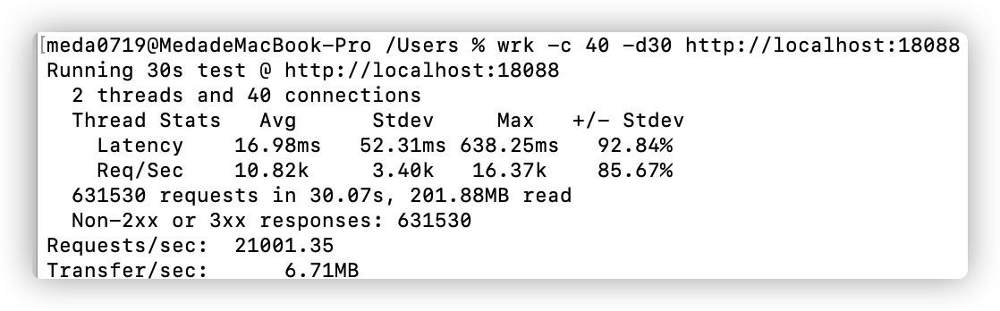 [meda0719@MedadeMacBook-Pro /Users % wrk -c 40 -d30 http://localhost:18088
Running 30s test @ http://localhost:18088
  2 threads and 40 connections
  Thread Stats   Avg      Stdev     Max   +/- Stdev
    Latency    16.98ms   52.31ms 638.25ms   92.84%
    Req/Sec    10.82k     3.40k   16.37k    85.67%
  631530 requests in 30.07s, 201.88MB read
  Non-2xx or 3xx responses: 631530
Requests/sec:  21001.35
Transfer/sec:      6.71MB